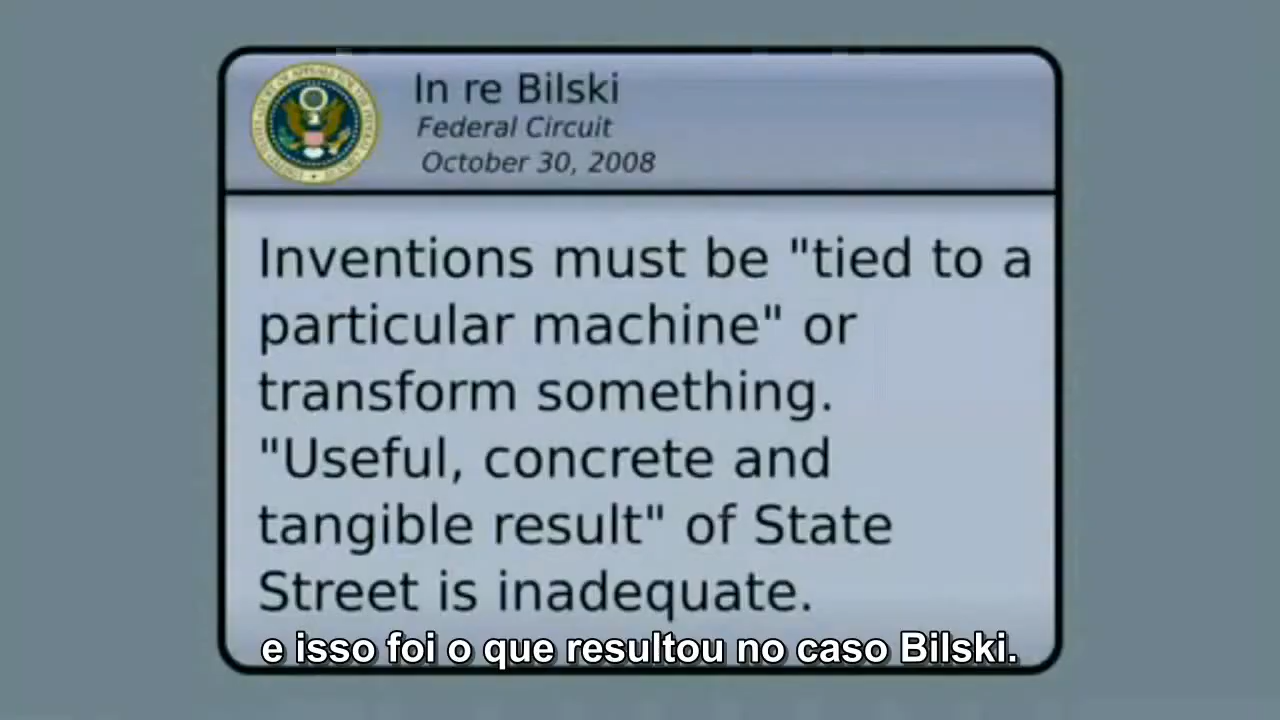 In re Bilski
Federal Circuit
October 30, 2008
Inventions must be "tied to a
particular machine" or
transform something.
"Useful, concrete and
tangible result" of State
Street is inadequate.
e isso foi o que resultou no caso Bilski.